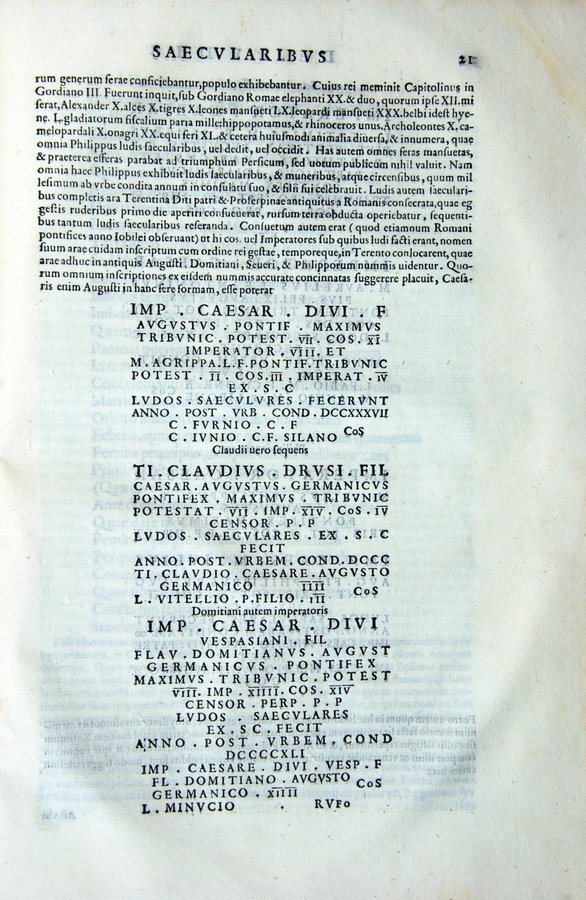 SAECVLARIBVS 21
rum generum ferae conficiebantur, populo exhibebantur. Cuius rei meminit Capitolinus in
Gordiano III. Fuerunt inquit, sub Gordiano Romae elephanti XX. & duo, quorum ipse XII. mi
serat, Alexander X. alces X. tigres X. leones mansueti LX. leopardi mansueti XXX. belbi idest hye-
nę. L. gladiatorum fiscalium paria mille: hippopotamus, & rhinoceros unus. Archoleontes X. ca-
melopardali X. onagri XX. equi feri XL. & cetera huiusmodi animalia diuersa, & innumera, quae
omnia Philippus ludis saecularibus, uel dedit, uel occidit. Has autem omnes feras mansuetas,
& praeterea efferas parabat ad triumphum Persicum, sed uotum publicum nihil valuit. Nam
omnia haec Philippus exhibuit ludis saecularibus, & muneribus, atque circensibus, quum mil
lesimum ab vrbe condita annum in consulatu suo, & filii sui celebrauit. Ludis autem saeculari-
bus completis ara Terentina Diti patri & Proserpinae antiquitus a Romanis consecrata, quae eg
gestis ruderibus primo die aperiri consueuerat, rursum terra obducta operiebatur, sequenti-
bus tantum ludis saecularibus referanda. Consuetum autem erat (quod etiamnum Romani
pontifices anno Iobilei obseruant) ut hi cos. uel Imperatores sub quibus ludi facti erant, nomen
suum arae cuidam inscriptum cum ordine rei gestae, temporeque, in Terento conlocarent, quae
arae adhuc in antiquis Augusti, Domitiani, Seueri, & Philipporum nummis uidentur. Quo-
rum omnium inscriptiones ex eisdem nummis accurate concinnatas suggerere placuit, Caesa-
ris enim Augusti in hanc fere formam, esse poterat
IMP . CAESAR . DIVI . F
AVGVSTVS . PONTIF . MAXIMVS
TRIBVNIC . POTEST . VII . COS . XI
IMPERATOR . VIIII . ET
M . AGRIPPA . L . F . PONTIF . TRIBVNIC
POTEST . II . COS . III . IMPERAT . IV
EX . S . C
LVDOS . SAECVLVRES . FECERVNT
ANNO . POST . VRB . COND . DCCXXXVII
C . FVRNIO . C . F
C . IVNIO . C . F . SILANO CoS
Claudii uero sequens
TI . CLAVDIVS . DRVSI . FIL
CAESAR . AVGVSTVS . GERMANICVS
PONTIFEX . MAXIMVS . TRIBVNIC
POTESTAT . VII . IMP . XIV . CoS . IV
CENSOR . P . P
LVDOS . SAECVLARES . EX . S . C
FECIT
ANNO . POST . VRBEM . COND . DCCC
TI . CLAVDIO . CAESARE . AVGVSTO
GERMANICO IIII
L . VITELLIO . P . FILIO . III CoS
Domitiani autem imperatoris
IMP . CAESAR . DIVI
VESPASIANI . FIL
FLAV . DOMITIANVS . AVGVST
GERMANICVS . PONTIFEX
MAXIMVS . TRIBVNIC . POTEST
VIII . IMP . XIIII . COS . XIV
CENSOR . PERP . P . P
LVDOS . SAECVLARES
EX . S . C . FECIT
ANNO . POST . VRBEM . COND
DCCCCXLI
IMP . CAESARE . DIVI . VESP . F
FL . DOMITIANO . AVGVSTO
GERMANICO . XIIII CoS
L . MINVCIO . RVFo